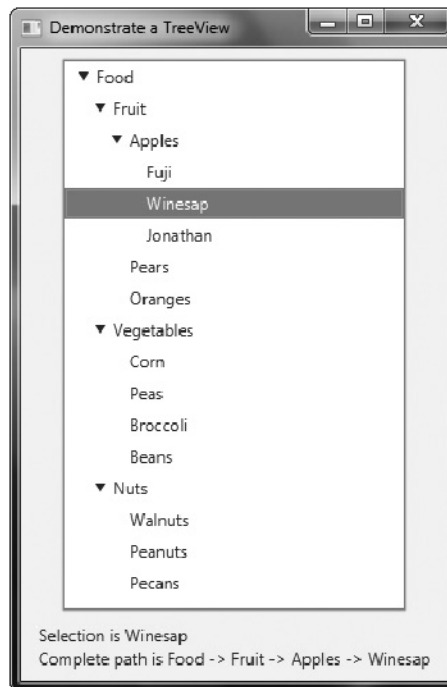 Demonstrate a TreeView
Food
Fruit
Apples
Fuji
Winesap
Jonathan
Pears
Oranges
Vegetables
Corn
Peas
Broccoli
Beans
Nuts
Walnuts
Peanuts
Pecans
Selection is Winesap
Complete path is Food -> Fruit -> Apples -> Winesap